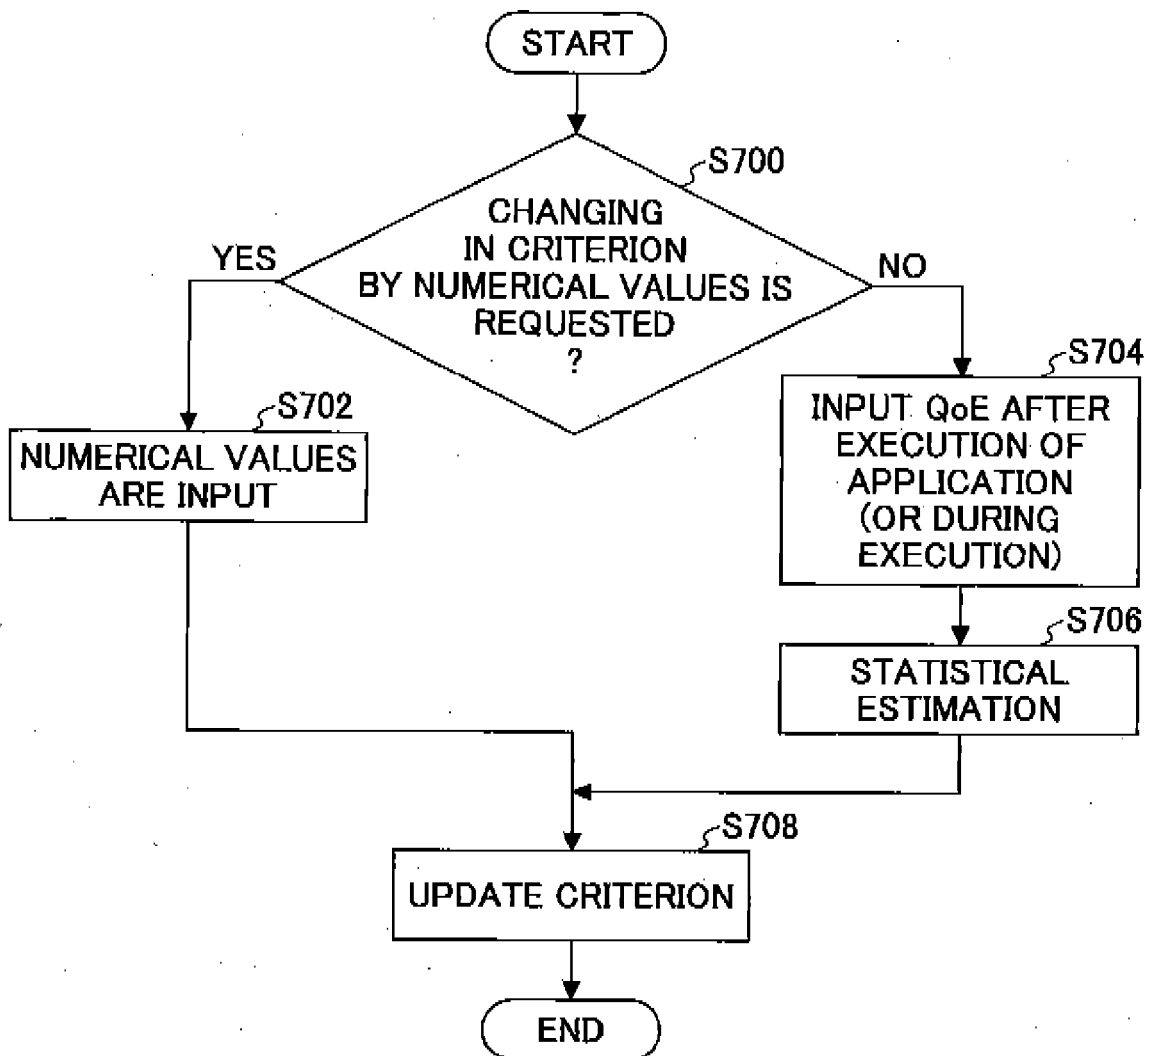 START
S700
CHANGING
IN CRITERION
BY NUMERICAL VALUES IS
REQUESTED
?
YES
NO
S702
NUMERICAL VALUES
ARE INPUT
S704
INPUT QoE AFTER
EXECUTION OF
APPLICATION
(OR DURING
EXECUTION)
S706
STATISTICAL
ESTIMATION
S708
UPDATE CRITERION
END